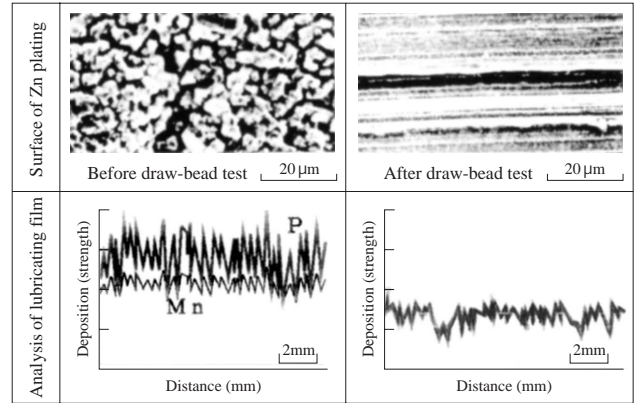 Surface of Zn plating
Before draw-bead test
20 μm
After draw-bead test
20 μm
Analysis of lubricating film
Deposition (strength)
P
Mn
2mm
Distance (mm)
Deposition (strength)
2mm
Distance (mm)